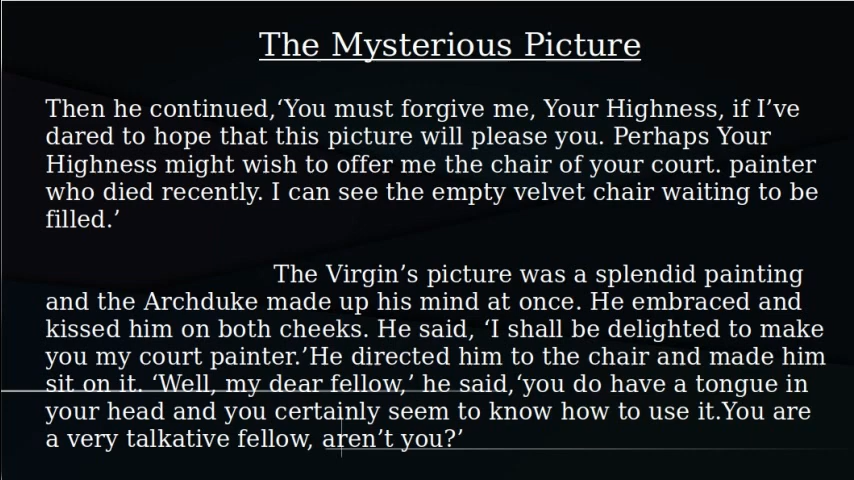 The Mysterious Picture
Then he continued,‘You must forgive me, Your Highness, if I’ve
dared to hope that this picture will please you. Perhaps Your
Highness might wish to offer me the chair of your court. painter
who died recently. I can see the empty velvet chair waiting to be
filled.’
The Virgin’s picture was a splendid painting
and the Archduke made up his mind at once. He embraced and
kissed him on both cheeks. He said, ‘I shall be delighted to make
you my court painter.’He directed him to the chair and made him
sit on it. ‘Well, my dear fellow,’ he said,‘you do have a tongue in
your head and you certainly seem to know how to use it.You are
a very talkative fellow, aren’t you?’